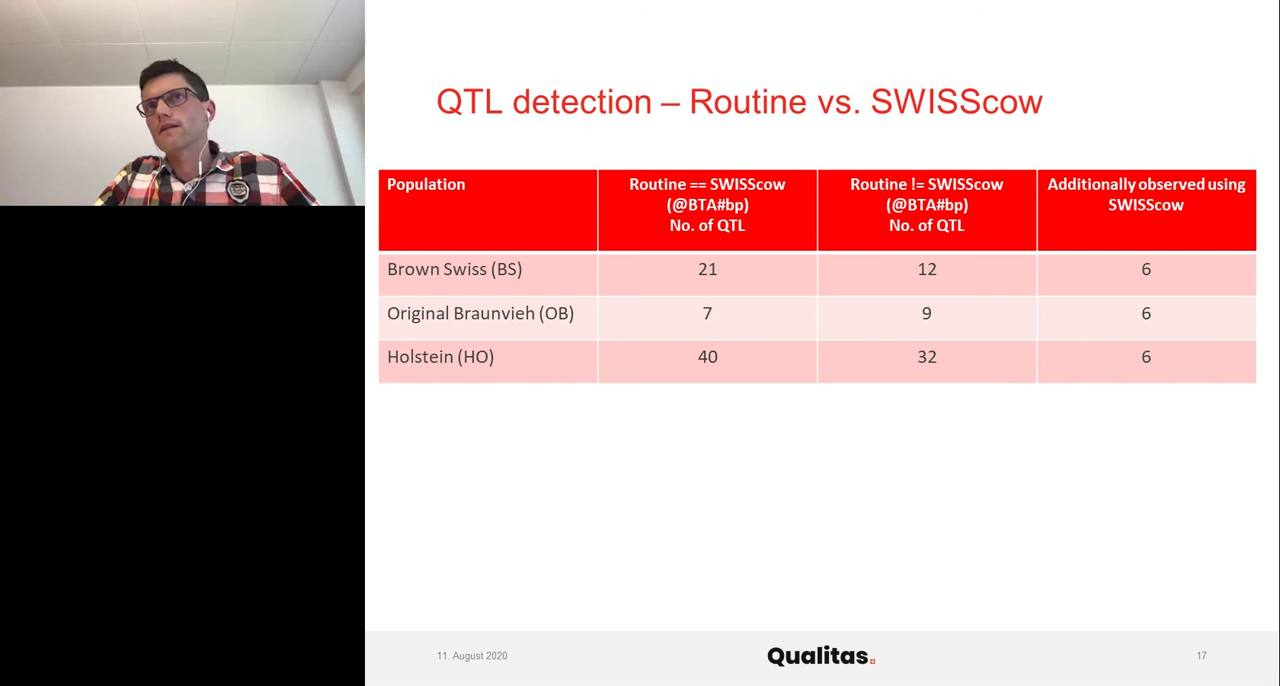 QTL detection – Routine vs. SWISScow
Population
Routine == SWISScow
(@BTA#bp)
No. of QTL
Routine != SWISScow
(@BTA#bp)
No. of QTL
Additionally observed using
SWISScow
Brown Swiss (BS) 21 12 6
Original Braunvieh (OB) 7 9 6
Holstein (HO) 40 32 6
11. August 2020
Qualitas.
17